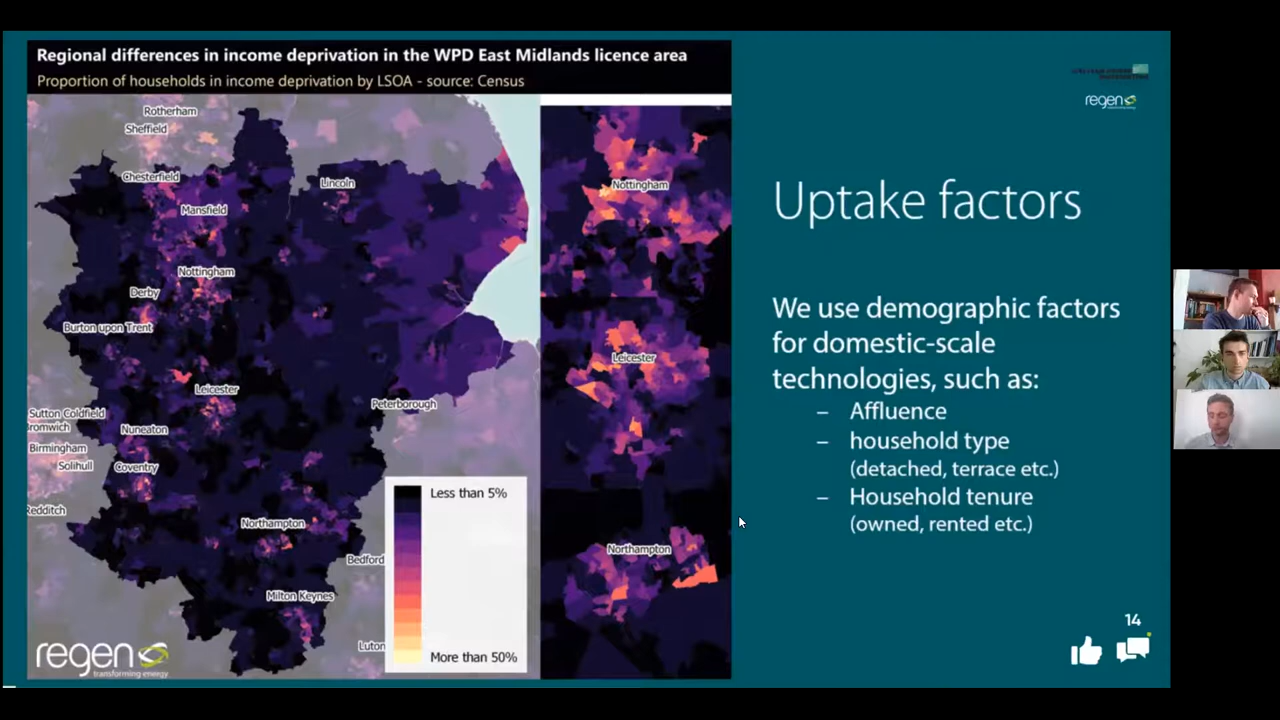 Regional differences in income deprivation in the WPD East Midlands licence area
Proportion of households in income deprivation by LSOA - source: Census
Rotherham
Sheffield
Chesterfield
Lincoln
Mansfield
Nottingham
Derby
Burton upon Trent
Leicester
Peterborough
Sutton Coldfield
romwich
Nuneaton
Birmingham
Solihull
Coventry
Redditch
Northampton
Bedford
Milton Keynes
Luton
Less than 5%
More than 50%
regen
transforming energy
Nottingham
Leicester
Northampton
regen
transforming energy
Uptake factors
We use demographic factors
for domestic-scale
technologies, such as:
– Affluence
– household type
(detached, terrace etc.)
– Household tenure
(owned, rented etc.)
14